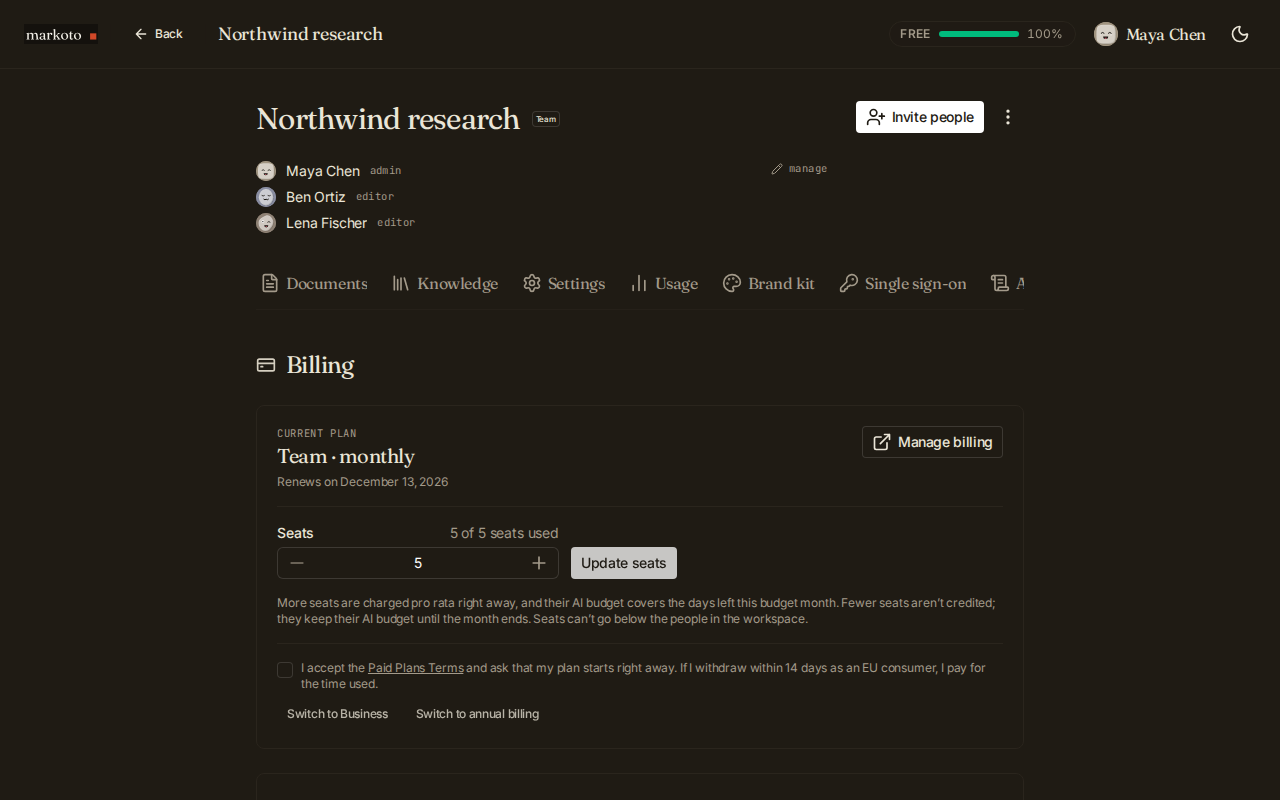 markoto
Back
Northwind research
FREE
100%
Maya Chen
Northwind research
Team
Invite people
Maya Chen admin
manage
Ben Ortiz editor
Lena Fischer editor
Documents
Knowledge
Settings
Usage
Brand kit
Single sign-on
Billing
CURRENT PLAN
Manage billing
Team · monthly
Renews on December 13, 2026
Seats
5 of 5 seats used
5
Update seats
More seats are charged pro rata right away, and their AI budget covers the days left this budget month. Fewer seats aren't credited;
they keep their AI budget until the month ends. Seats can't go below the people in the workspace.
I accept the Paid Plans Terms and ask that my plan starts right away. If I withdraw within 14 days as an EU consumer, I pay for
the time used.
Switch to Business
Switch to annual billing